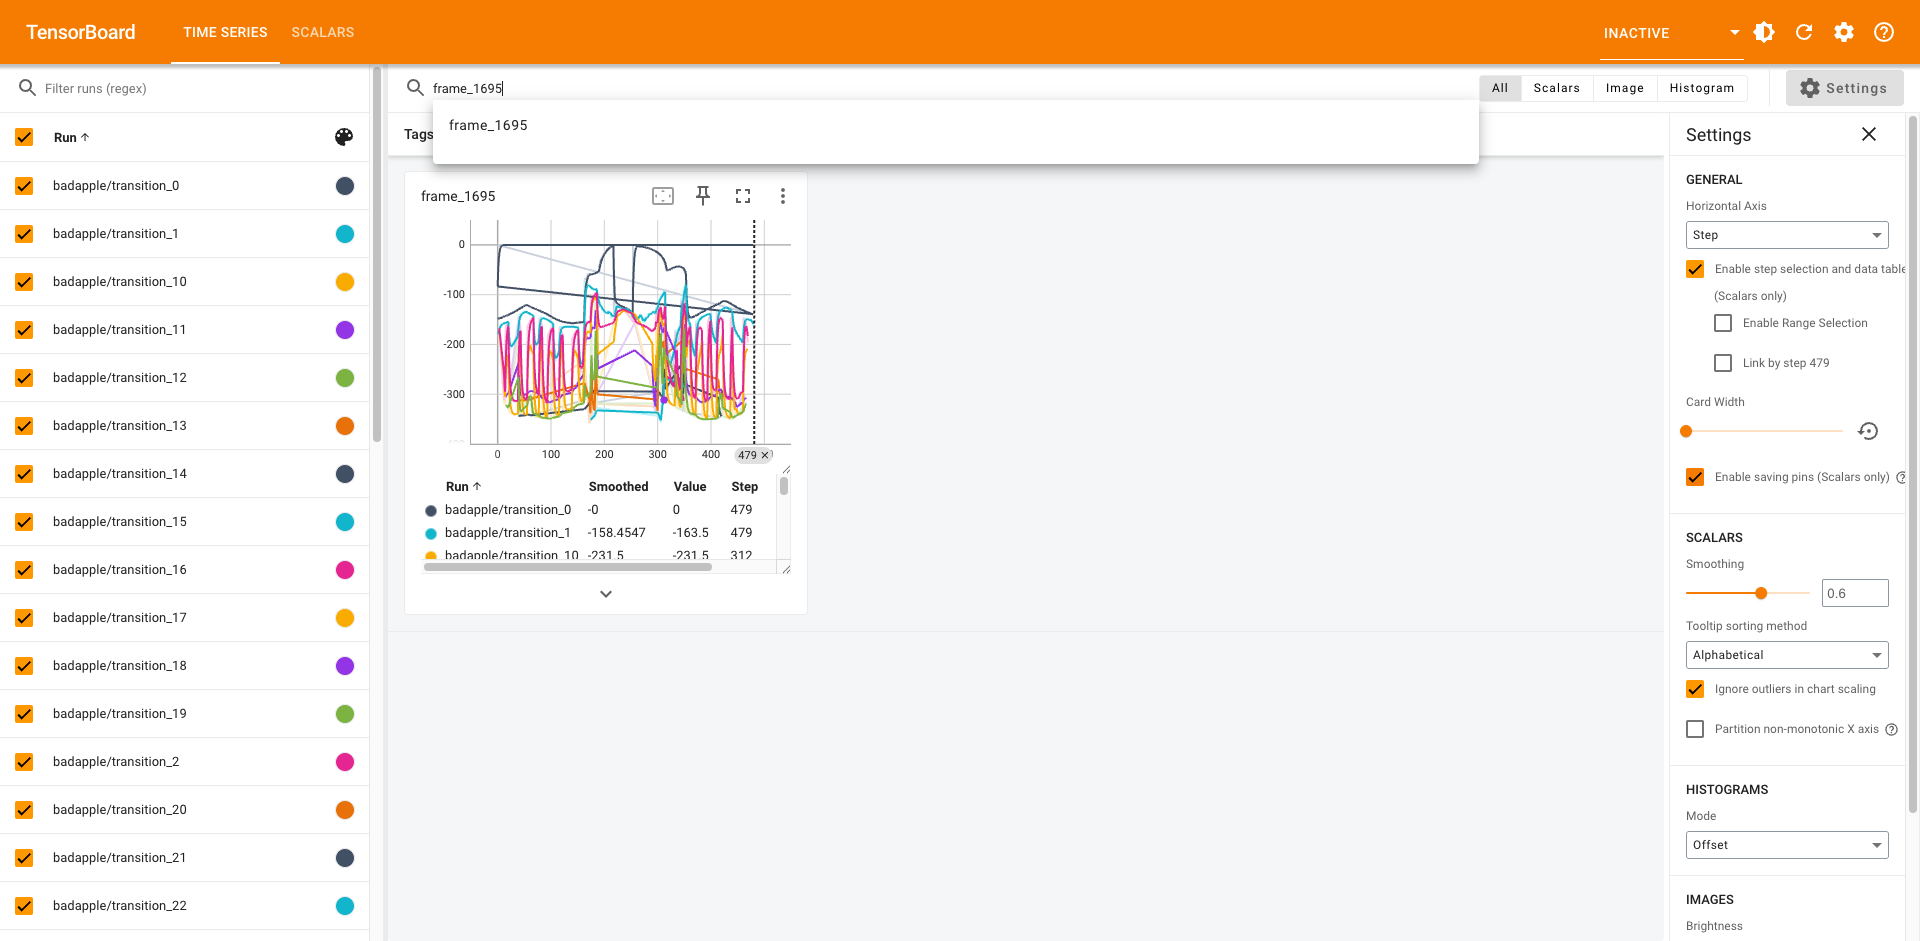 TensorBoard
TIME SERIES
SCALARS
INACTIVE
Filter runs (regex)
frame_1695
All
Scalars
Image
Histogram
Settings
frame_1695
Run
Tags
Settings
badapple/transition_0
badapple/transition_1
badapple/transition_10
badapple/transition_11
badapple/transition_12
badapple/transition_13
badapple/transition_14
badapple/transition_15
badapple/transition_16
badapple/transition_17
badapple/transition_18
badapple/transition_19
badapple/transition_2
badapple/transition_20
badapple/transition_21
badapple/transition_22
frame_1695
0
-100
-200
-300
0 100 200 300 400 479
Run Smoothed Value Step
badapple/transition_0 -0 0 479
badapple/transition_1 -158.4547 -163.5 479
badapple/transition_10 -231.5 -231.5 312
GENERAL
Horizontal Axis
Step
Enable step selection and data table
(Scalars only)
Enable Range Selection
Link by step 479
Card Width
Enable saving pins (Scalars only)
SCALARS
Smoothing
0.6
Tooltip sorting method
Alphabetical
Ignore outliers in chart scaling
Partition non-monotonic X axis
HISTOGRAMS
Mode
Offset
IMAGES
Brightness